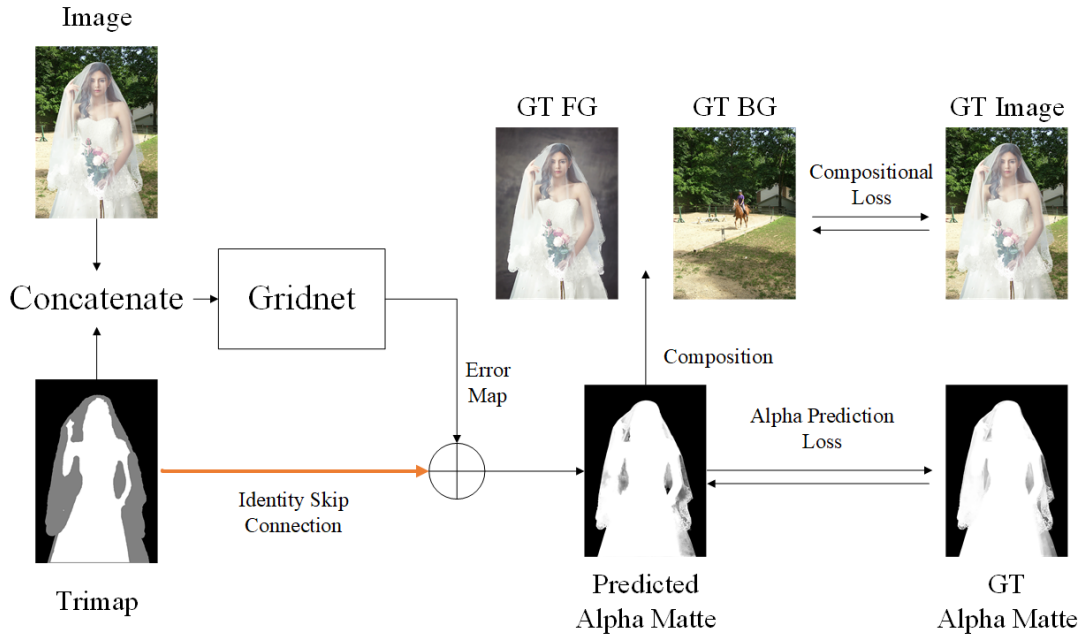 Image
GT FG
GT BG
GT Image
Compositional
Loss
Concatenate
Gridnet
Error
Map
Composition
Alpha Prediction
Loss
Identity Skip
Connection
Trimap
Predicted
Alpha Matte
GT
Alpha Matte